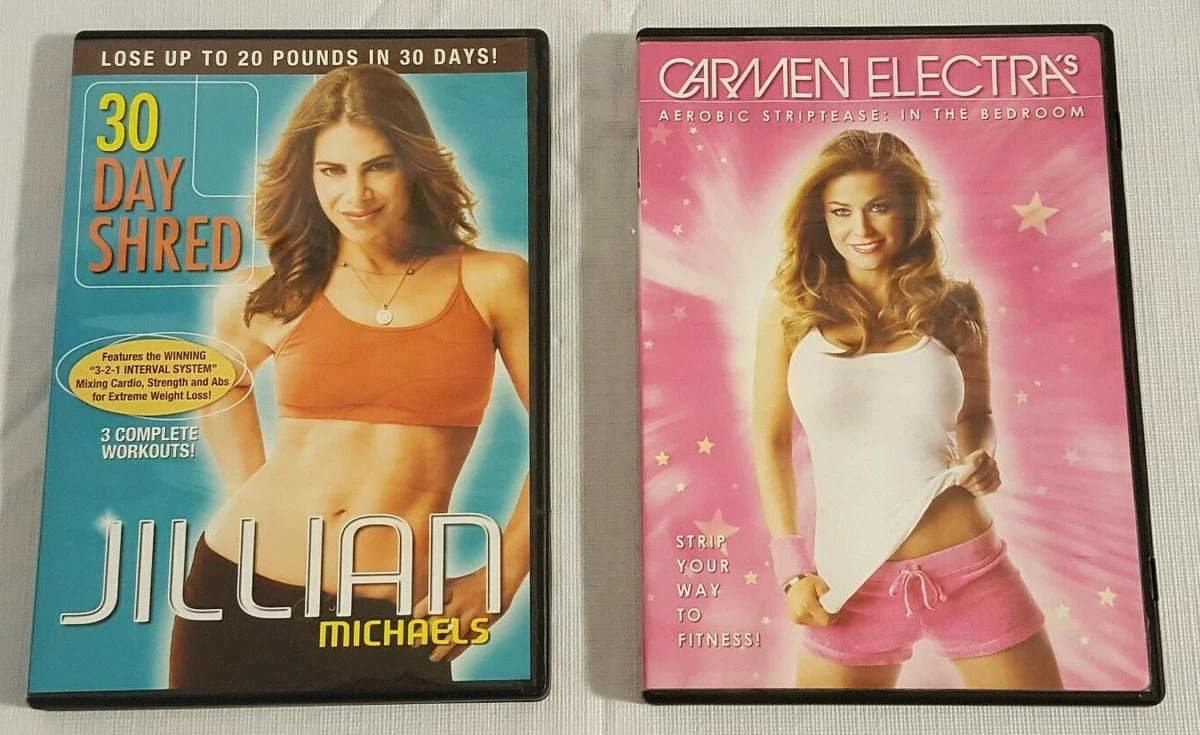 LOSE UP TO 20 POUNDS IN 30 DAYS!
30
DAY
SHRED
Features the WINNING
"3-2-1 INTERVAL SYSTEM"
Mixing Cardio, Strength and Abs
for Extreme Weight Loss!
3 COMPLETE
WORKOUTS!
JILLIAN
MICHAELS
CARMEN ELECTRA'S
AEROBIC STRIPTEASE: IN THE BEDROOM
STRIP
YOUR
WAY
TO
FITNESS!